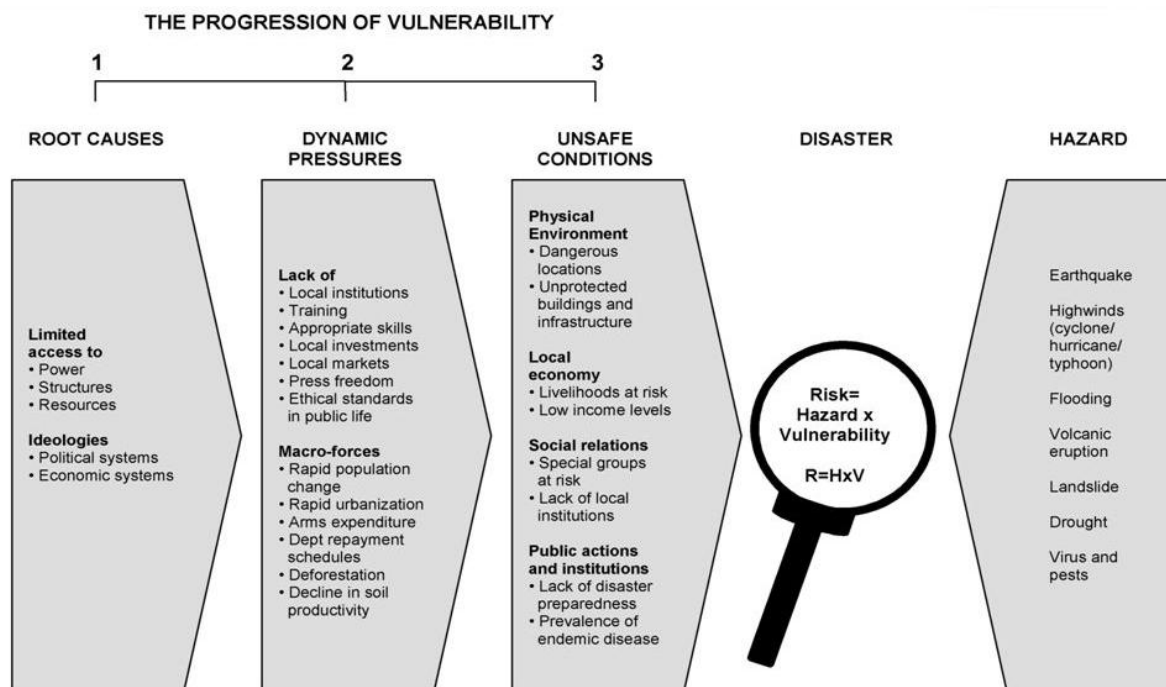 THE PROGRESSION OF VULNERABILITY
1
2
3
ROOT CAUSES
Limited
access to
• Power
• Structures
• Resources
Ideologies
• Political systems
• Economic systems
DYNAMIC
PRESSURES
Lack of
• Local institutions
• Training
• Appropriate skills
• Local investments
• Local markets
• Press freedom
• Ethical standards
in public life
Macro-forces
• Rapid population
change
• Rapid urbanization
• Arms expenditure
• Dept repayment
schedules
• Deforestation
• Decline in soil
productivity
UNSAFE
CONDITIONS
Physical
Environment
• Dangerous
locations
• Unprotected
buildings and
infrastructure
Local
economy
• Livelihoods at risk
• Low income levels
Social relations
• Special groups
at risk
• Lack of local
institutions
Public actions
and institutions
• Lack of disaster
preparedness
• Prevalence of
endemic disease
DISASTER
Risk=
Hazard x
Vulnerability
R=HxV
HAZARD
Earthquake
Highwinds
(cyclone/
hurricane/
typhoon)
Flooding
Volcanic
eruption
Landslide
Drought
Virus and
pests